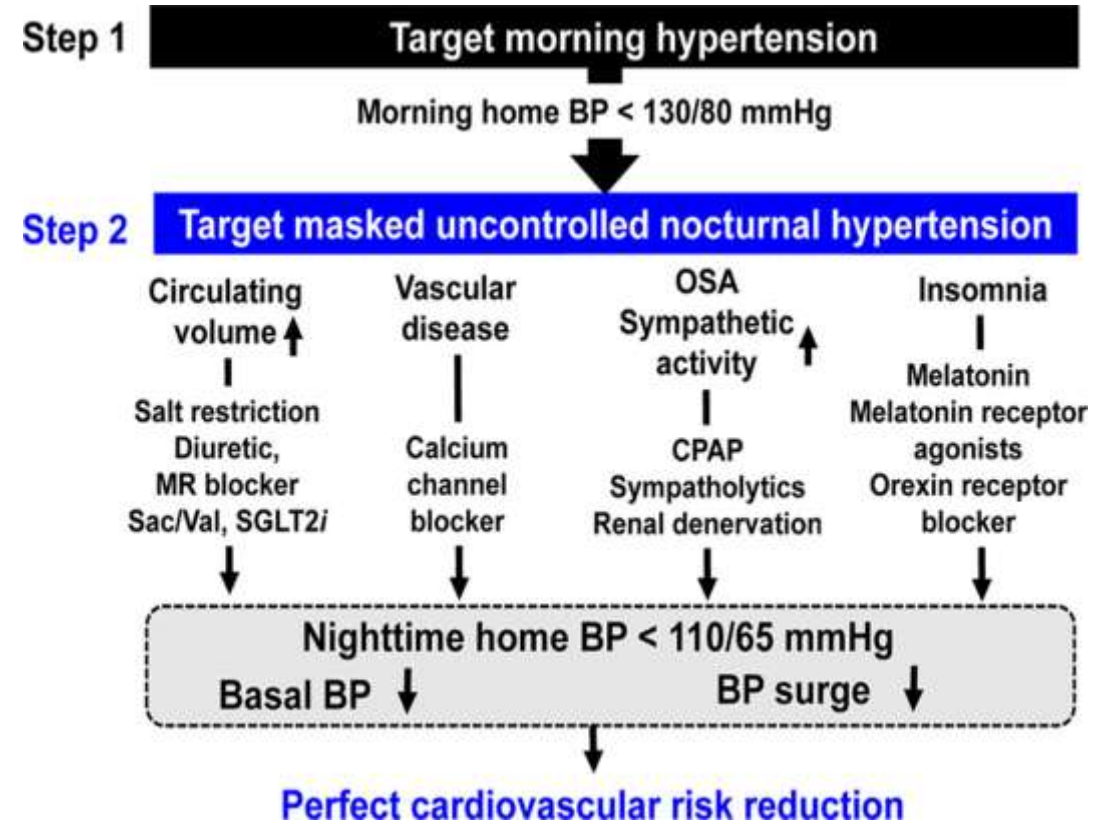 Step 1
Target morning hypertension
Morning home BP < 130/80 mmHg
Step 2
Target masked uncontrolled nocturnal hypertension
Circulating
volume
Salt restriction
Diuretic,
MR blocker
Sac/Val, SGLT2i
Vascular
disease
Calcium
channel
blocker
OSA
Sympathetic
activity
CPAP
Sympatholytics
Renal denervation
Insomnia
Melatonin
Melatonin receptor
agonists
Orexin receptor
blocker
Nighttime home BP < 110/65 mmHg
Basal BP
BP surge
Perfect cardiovascular risk reduction